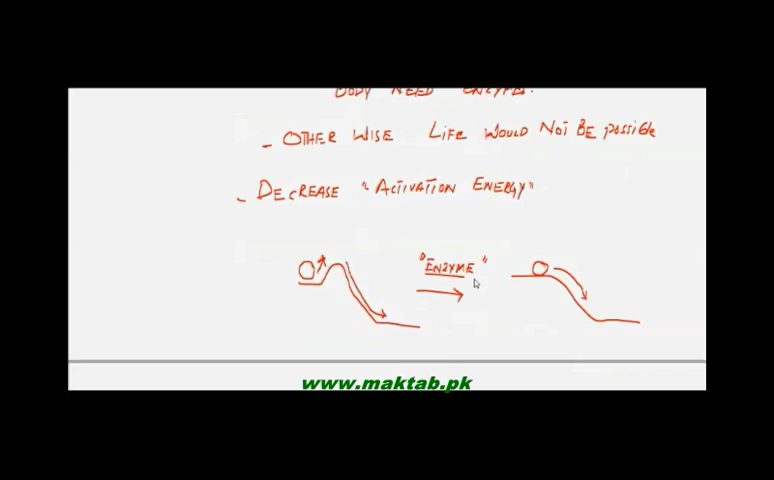 BODY NEED ENZYMES.
- OTHER WISE LIFE WOULD NOT BE possible
- DECREASE "ACTIVATION ENERGY"
"ENZYME"
www.maktab.pk